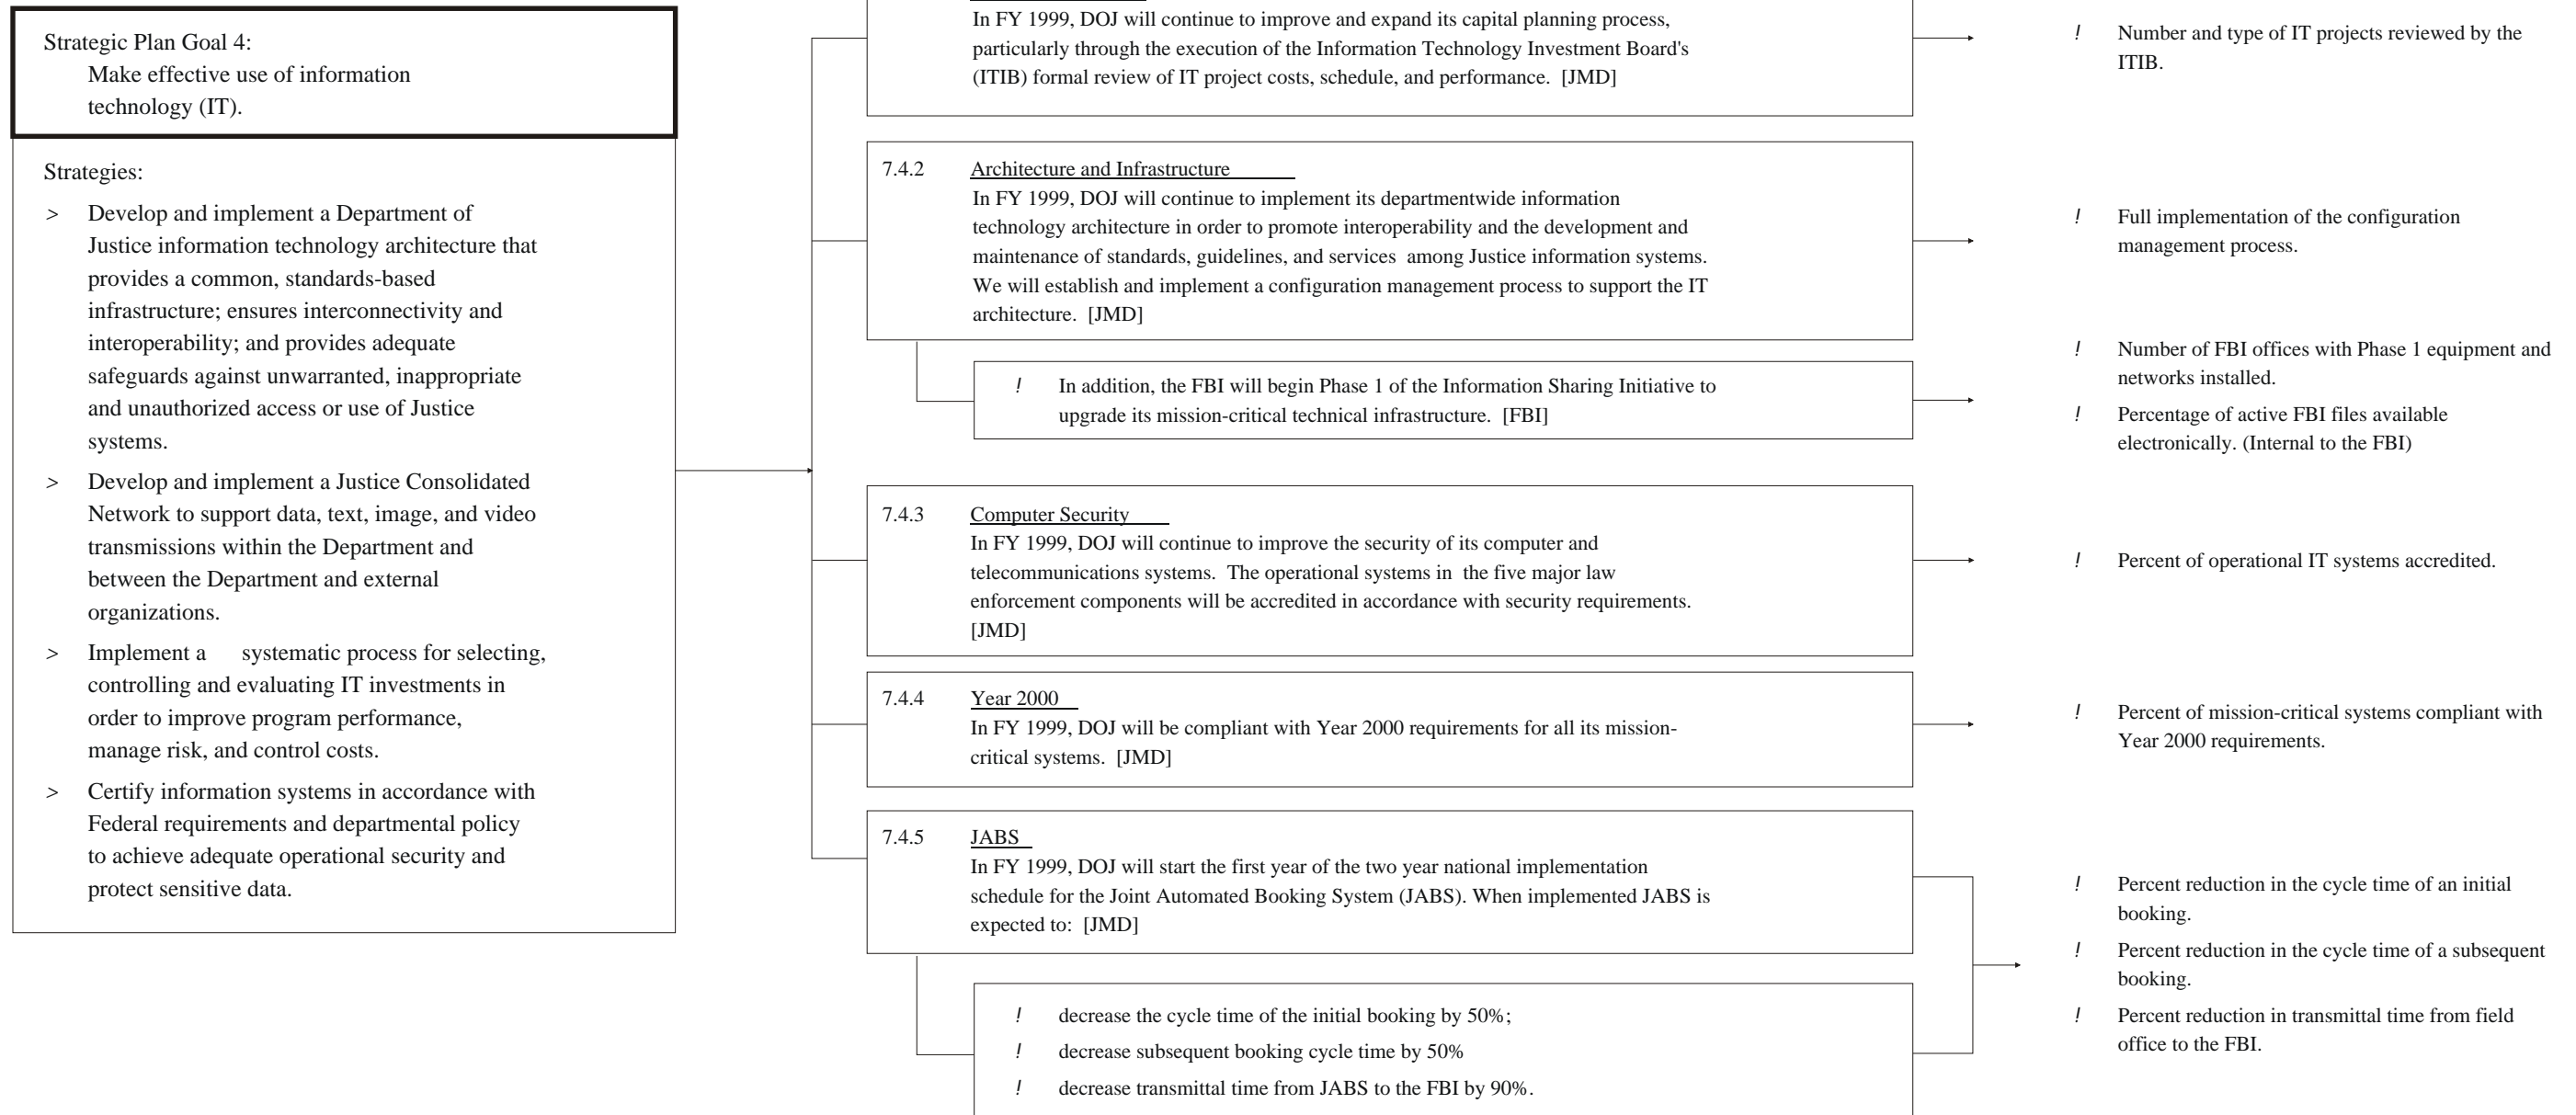 Strategic Plan Goal 4:
Make effective use of information
technology (IT).
Strategies:
> Develop and implement a Department of
Justice information technology architecture that
provides a common, standards-based
infrastructure; ensures interconnectivity and
interoperability; and provides adequate
safeguards against unwarranted, inappropriate
and unauthorized access or use of Justice
systems.
> Develop and implement a Justice Consolidated
Network to support data, text, image, and video
transmissions within the Department and
between the Department and external
organizations.
> Implement a systematic process for selecting,
controlling and evaluating IT investments in
order to improve program performance,
manage risk, and control costs.
> Certify information systems in accordance with
Federal requirements and departmental policy
to achieve adequate operational security and
protect sensitive data.
In FY 1999, DOJ will continue to improve and expand its capital planning process,
particularly through the execution of the Information Technology Investment Board's
(ITIB) formal review of IT project costs, schedule, and performance. [JMD]
7.4.2 Architecture and Infrastructure
In FY 1999, DOJ will continue to implement its departmentwide information
technology architecture in order to promote interoperability and the development and
maintenance of standards, guidelines, and services among Justice information systems.
We will establish and implement a configuration management process to support the IT
architecture. [JMD]
! In addition, the FBI will begin Phase 1 of the Information Sharing Initiative to
upgrade its mission-critical technical infrastructure. [FBI]
7.4.3 Computer Security
In FY 1999, DOJ will continue to improve the security of its computer and
telecommunications systems. The operational systems in the five major law
enforcement components will be accredited in accordance with security requirements.
[JMD]
7.4.4 Year 2000
In FY 1999, DOJ will be compliant with Year 2000 requirements for all its mission-
critical systems. [JMD]
7.4.5 JABS
In FY 1999, DOJ will start the first year of the two year national implementation
schedule for the Joint Automated Booking System (JABS). When implemented JABS is
expected to: [JMD]
! decrease the cycle time of the initial booking by 50%;
! decrease subsequent booking cycle time by 50%
! decrease transmittal time from JABS to the FBI by 90%.
! Number and type of IT projects reviewed by the
ITIB.
! Full implementation of the configuration
management process.
! Number of FBI offices with Phase 1 equipment and
networks installed.
! Percentage of active FBI files available
electronically. (Internal to the FBI)
! Percent of operational IT systems accredited.
! Percent of mission-critical systems compliant with
Year 2000 requirements.
! Percent reduction in the cycle time of an initial
booking.
! Percent reduction in the cycle time of a subsequent
booking.
! Percent reduction in transmittal time from field
office to the FBI.